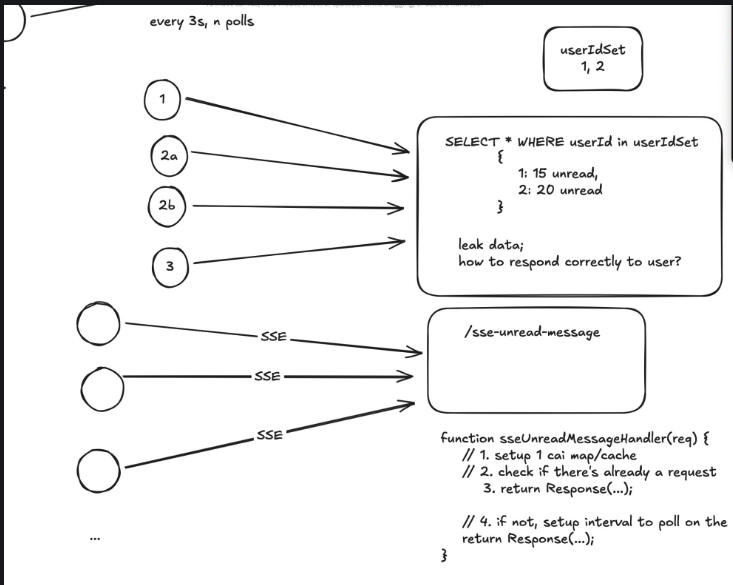 every 3s, n polls
userIdSet
1, 2
1
2a
2b
3
SELECT * WHERE userId in userIdSet
{
1: 15 unread,
2: 20 unread
}
leak data;
how to respond correctly to user?
SSE
SSE
SSE
...
/sse-unread-message
function sseUnreadMessageHandler(req) {
// 1. setup 1 cai map/cache
// 2. check if there's already a request
3. return Response(...);
// 4. if not, setup interval to poll on the
return Response(...);
}